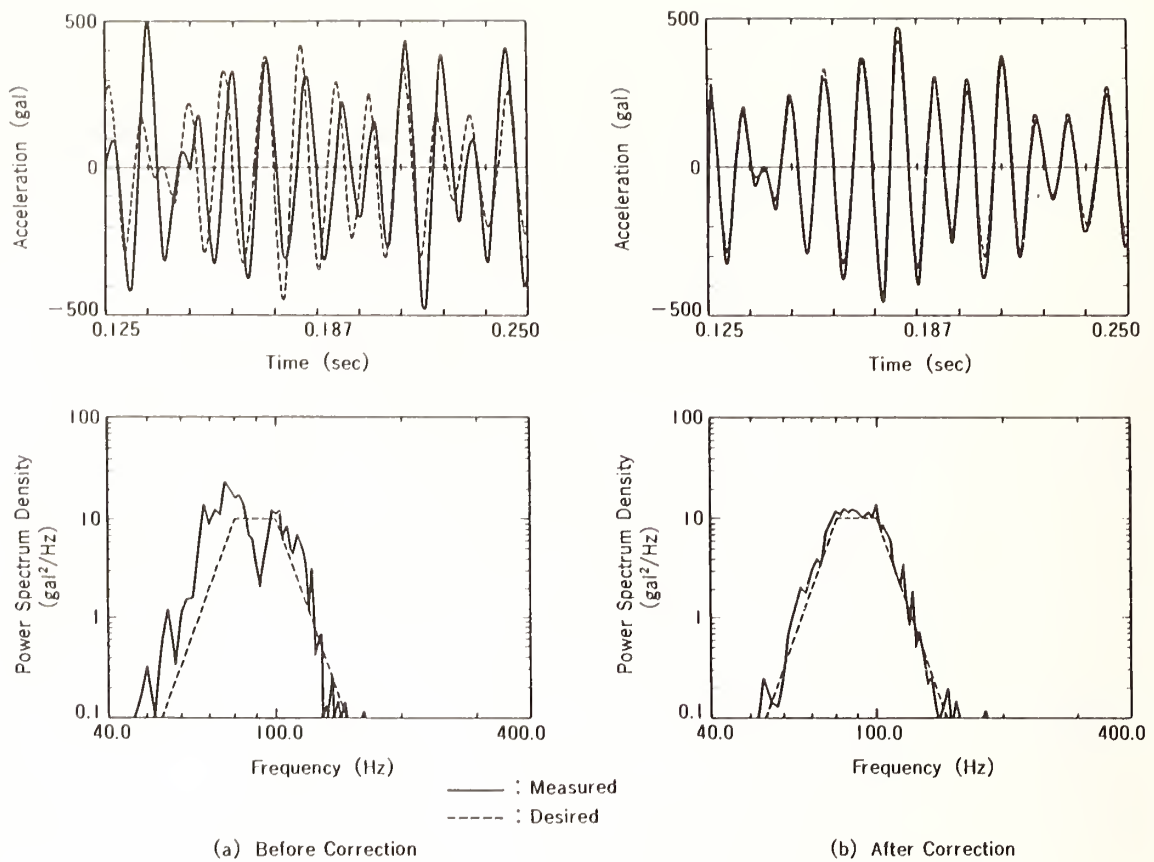 500
0
−500
Acceleration (gal)
0.125
0.187
0.250
Time (sec)
500
0
−500
Acceleration (gal)
0.125
0.187
0.250
Time (sec)
100
10
1
0.1
Power Spectrum Density
(gal²/Hz)
40.0
100.0
400.0
Frequency (Hz)
100
10
1
0.1
Power Spectrum Density
(gal²/Hz)
40.0
100.0
400.0
Frequency (Hz)
: Measured
: Desired
(a) Before Correction
(b) After Correction